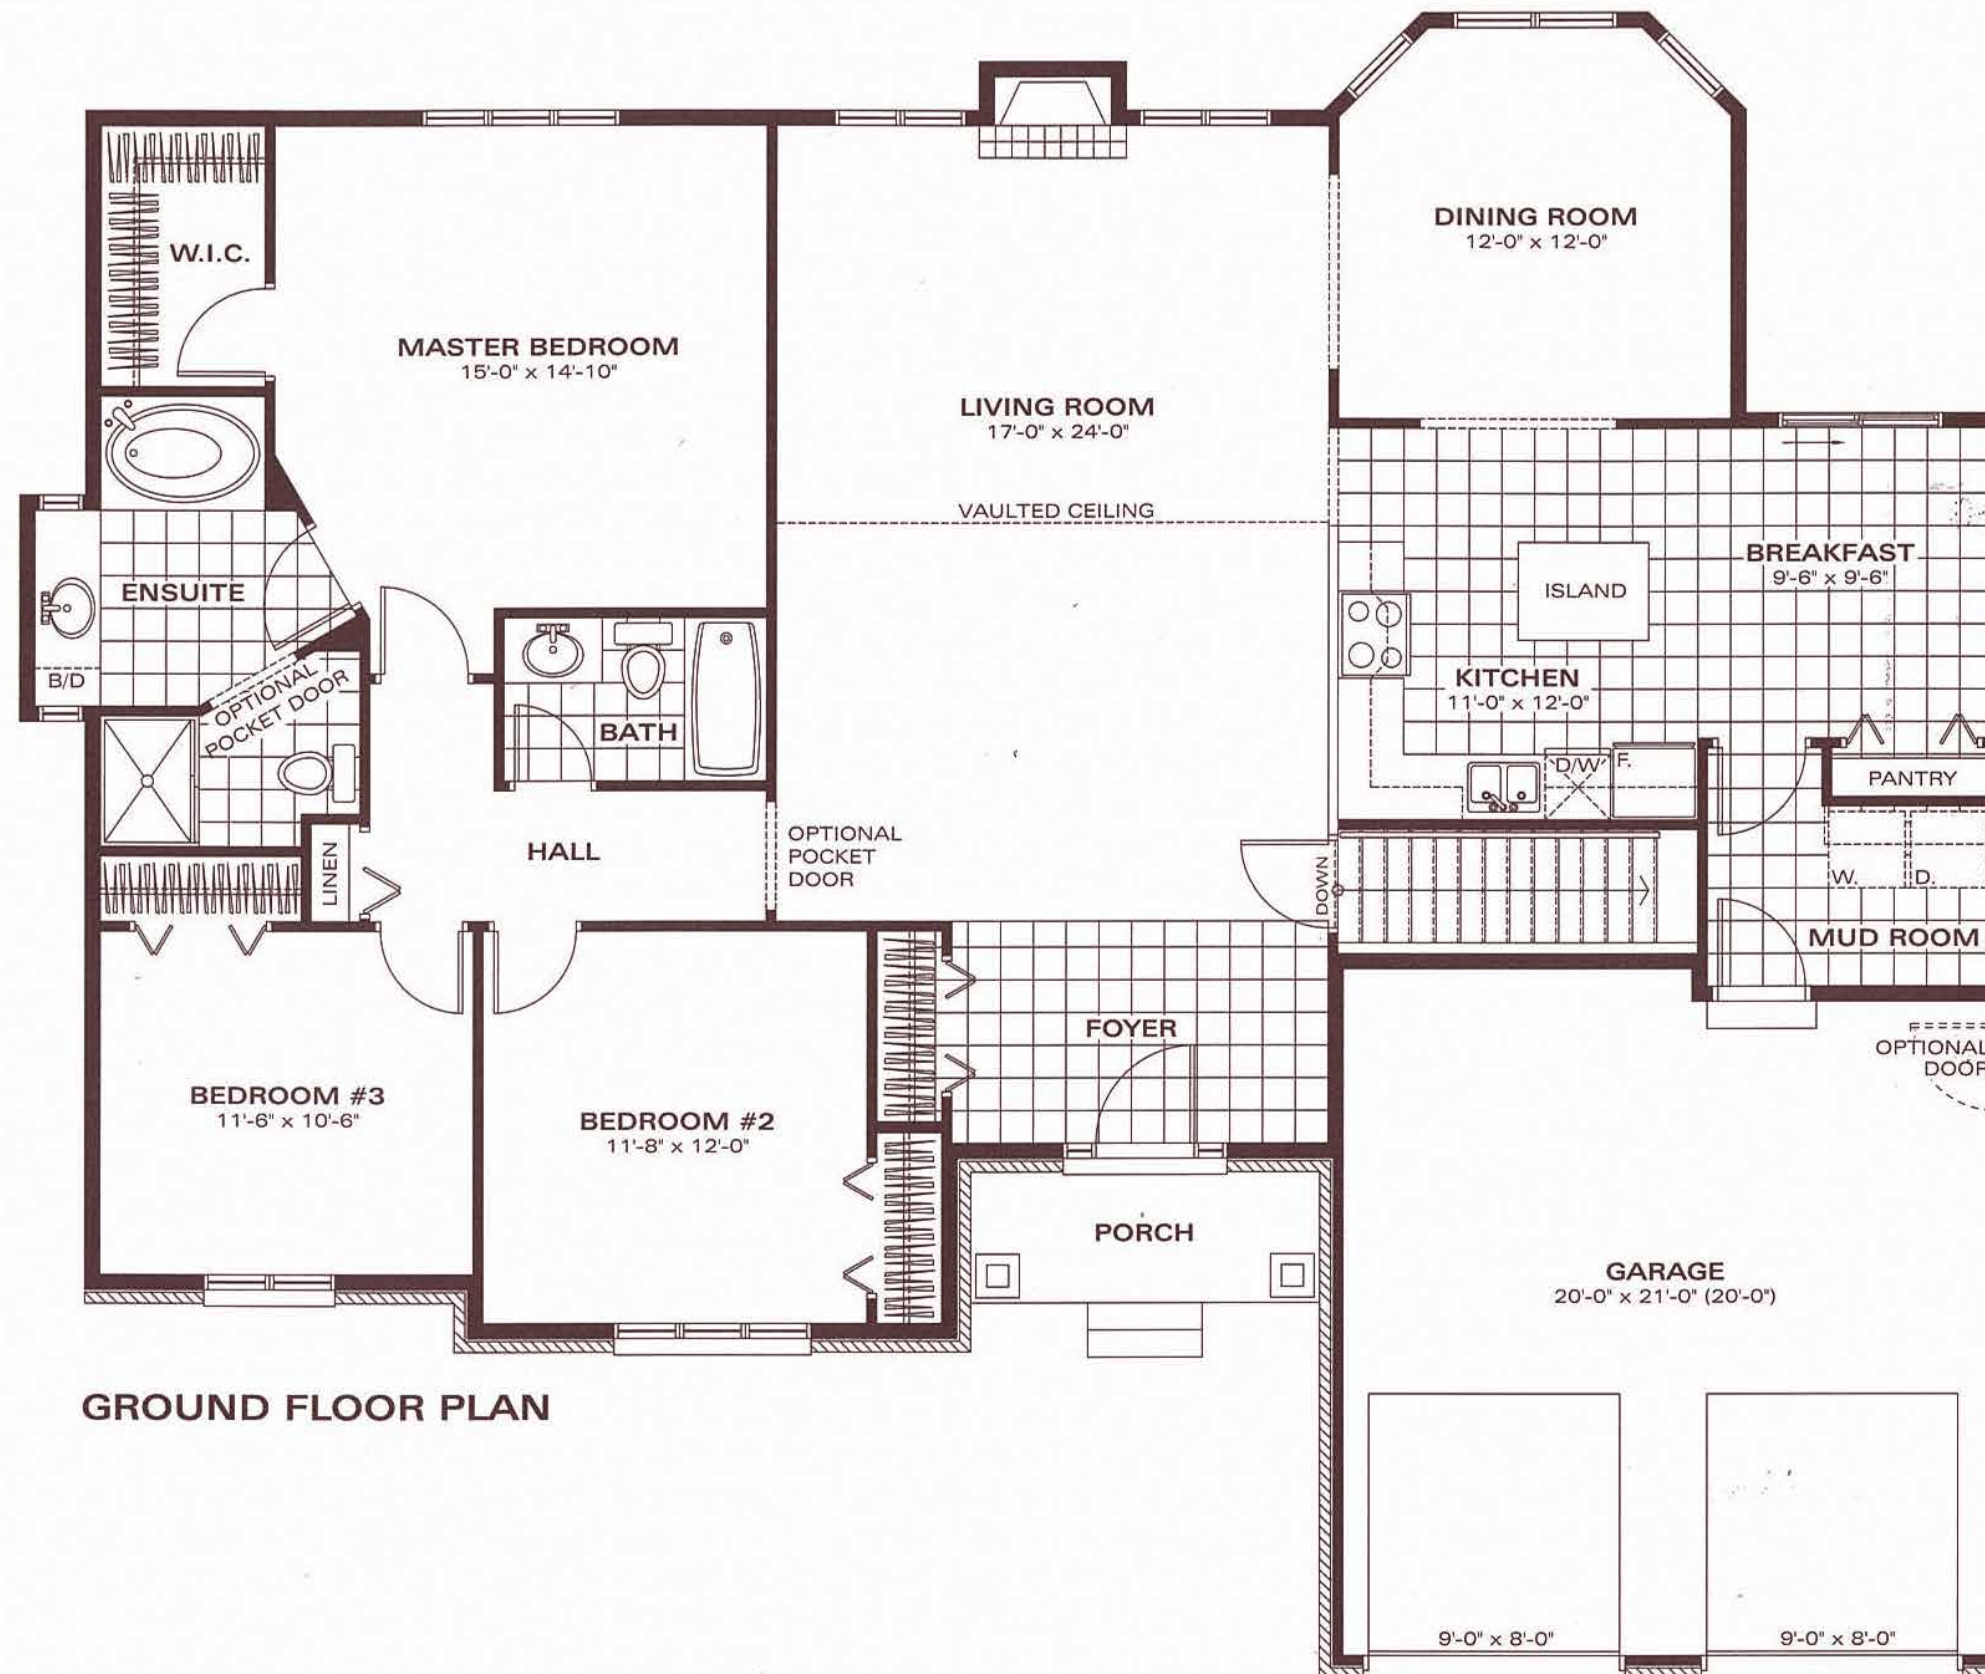 DINING ROOM
12'-0" x 12'-0"
W.I.C.
MASTER BEDROOM
15'-0" x 14'-10"
LIVING ROOM
17'-0" x 24'-0"
VAULTED CEILING
BREAKFAST
9'-6" x 9'-6"
ISLAND
ENSUITE
B/D
OPTIONAL
POCKET DOOR
KITCHEN
11'-0" x 12'-0"
BATH
D/W
F.
PANTRY
OPTIONAL
POCKET
DOOR
HALL
LINEN
DOWN
W.
D.
MUD ROOM
FOYER
OPTIONAL
DOOR
BEDROOM #3
11'-6" x 10'-6"
BEDROOM #2
11'-8" x 12'-0"
PORCH
GARAGE
20'-0" x 21'-0" (20'-0")
GROUND FLOOR PLAN
9'-0" x 8'-0"
9'-0" x 8'-0"